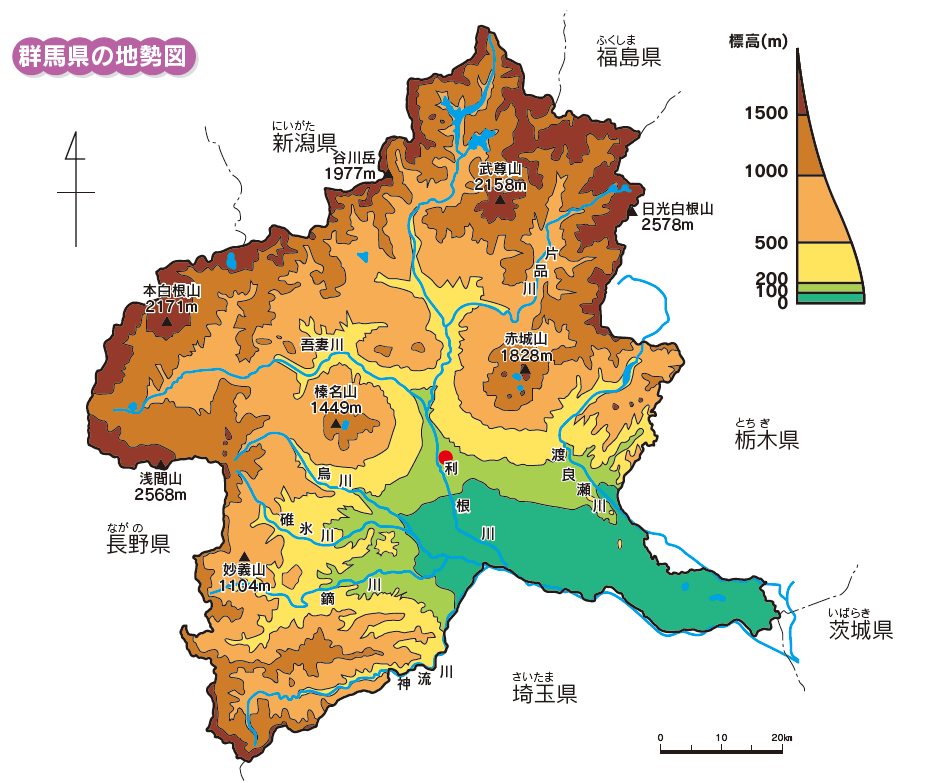 群馬県の地勢図
標高(m)
1500
1000
500
200
100
0
ふくしま
福島県
にいがた
新潟県
谷川岳
1977m
武尊山
2158m
日光白根山
2578m
片品川
本白根山
2171m
吾妻川
赤城山
1828m
榛名山
1449m
とちぎ
栃木県
浅間山
2568m
烏川
利根川
渡良瀬川
碓氷川
ながの
長野県
妙義山
1104m
鏑川
いばらき
茨城県
神流川
さいたま
埼玉県
0 10 20km